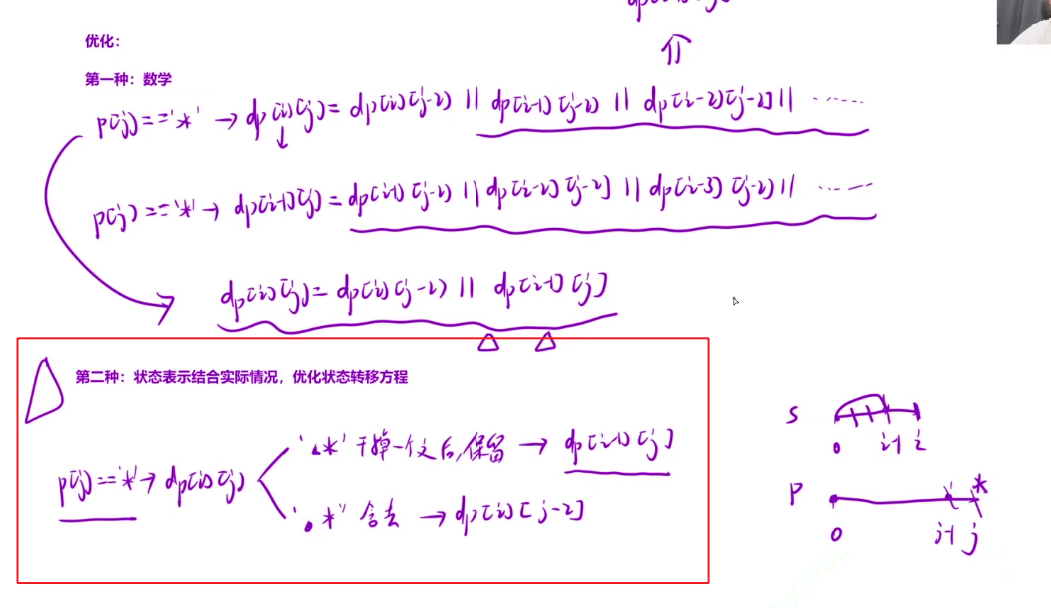 优化：
第一种：数学
p[j]=='*' → dp[i][j]= dp[i][j-2] || dp[i-1][j-2] || dp[i-2][j-2] || ······
p[j]=='*' → dp[i-1][j]= dp[i-1][j-2] || dp[i-2][j-2] || dp[i-3][j-2] || ······
dp[i][j]= dp[i][j-2] || dp[i-1][j]
第二种：状态表示结合实际情况，优化状态转移方程
'.*' 干掉一个之后,保留 → dp[i-1][j]
p[j]=='*' → dp[i][j]
'.*' 舍去 → dp[i][j-2]
S
0 i-1 i
P *
0 j-1 j